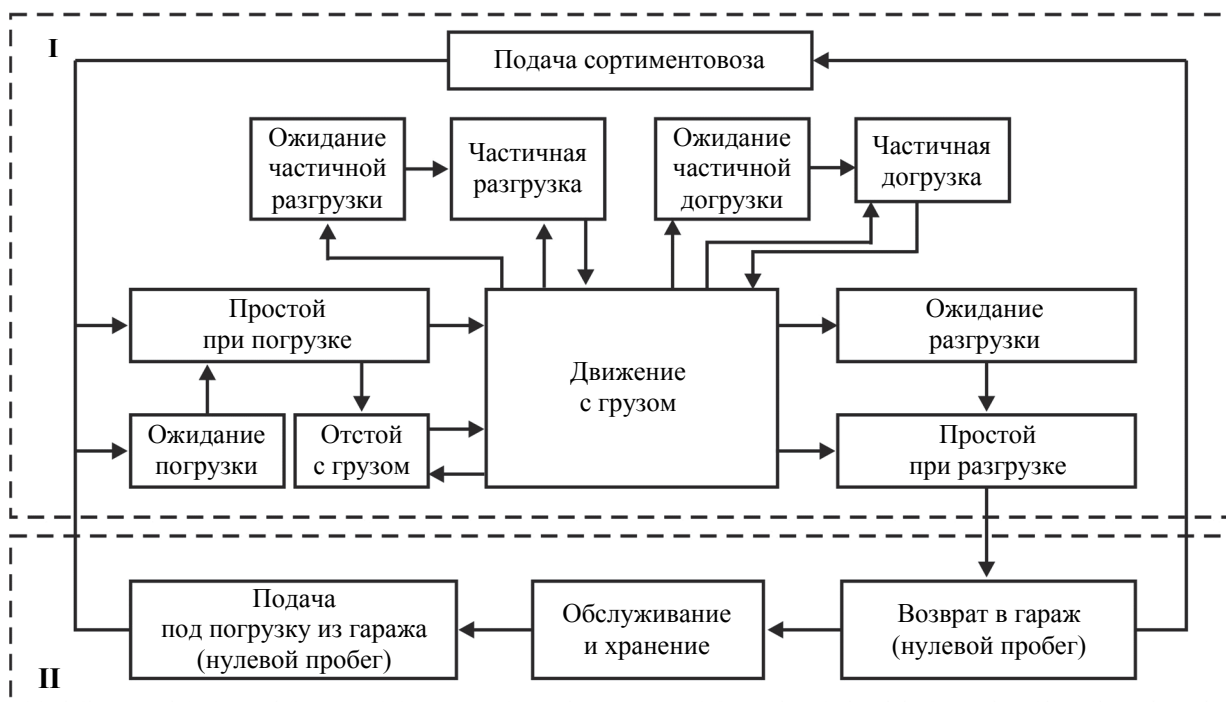 I
Подача сортиментовоза
Ожидание
частичной
разгрузки
Частичная
разгрузка
Ожидание
частичной
догрузки
Частичная
догрузка
Простой
при погрузке
Движение
с грузом
Ожидание
разгрузки
Ожидание
погрузки
Отстой
с грузом
Простой
при разгрузке
Подача
под погрузку из гаража
(нулевой пробег)
Обслуживание
и хранение
Возврат в гараж
(нулевой пробег)
II